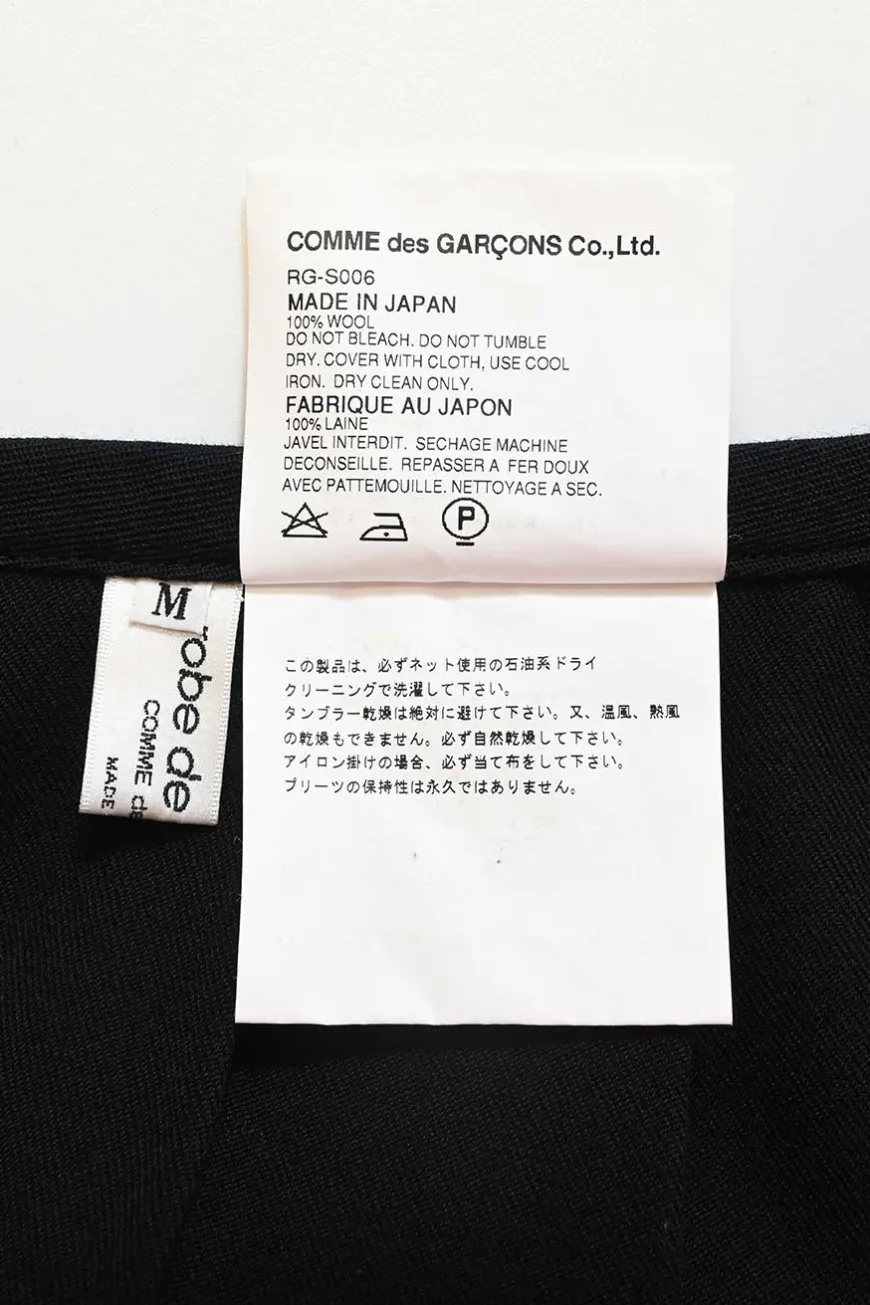 COMME des GARÇONS Co.,Ltd.
RG-S006
MADE IN JAPAN
100% WOOL
DO NOT BLEACH. DO NOT TUMBLE
DRY. COVER WITH CLOTH, USE COOL
IRON. DRY CLEAN ONLY.
FABRIQUE AU JAPON
100% LAINE
JAVEL INTERDIT. SECHAGE MACHINE
DECONSEILLE. REPASSER A FER DOUX
AVEC PATTEMOUILLE. NETTOYAGE A SEC.
P
M
robe de
COMME de
MADE
この製品は、必ずネット使用の石油系ドライ
クリーニングで洗濯して下さい。
タンブラー乾燥は絶対に避けて下さい。又、温風、熱風
の乾燥もできません。必ず自然乾燥して下さい。
アイロン掛けの場合、必ず当て布をして下さい。
プリーツの保持性は永久ではありません。